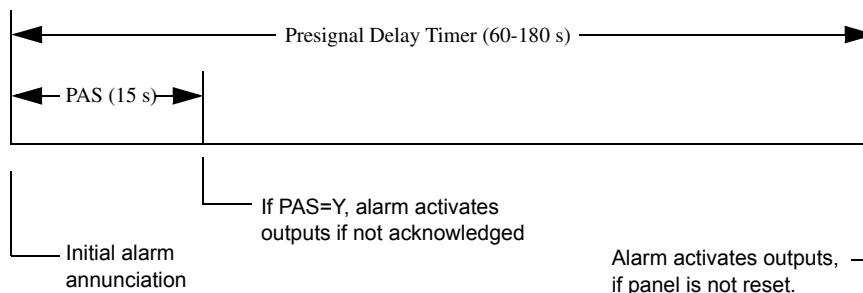 Presignal Delay Timer (60-180 s)
PAS (15 s)
If PAS=Y, alarm activates
outputs if not acknowledged
Initial alarm
annunciation
Alarm activates outputs,
if panel is not reset.